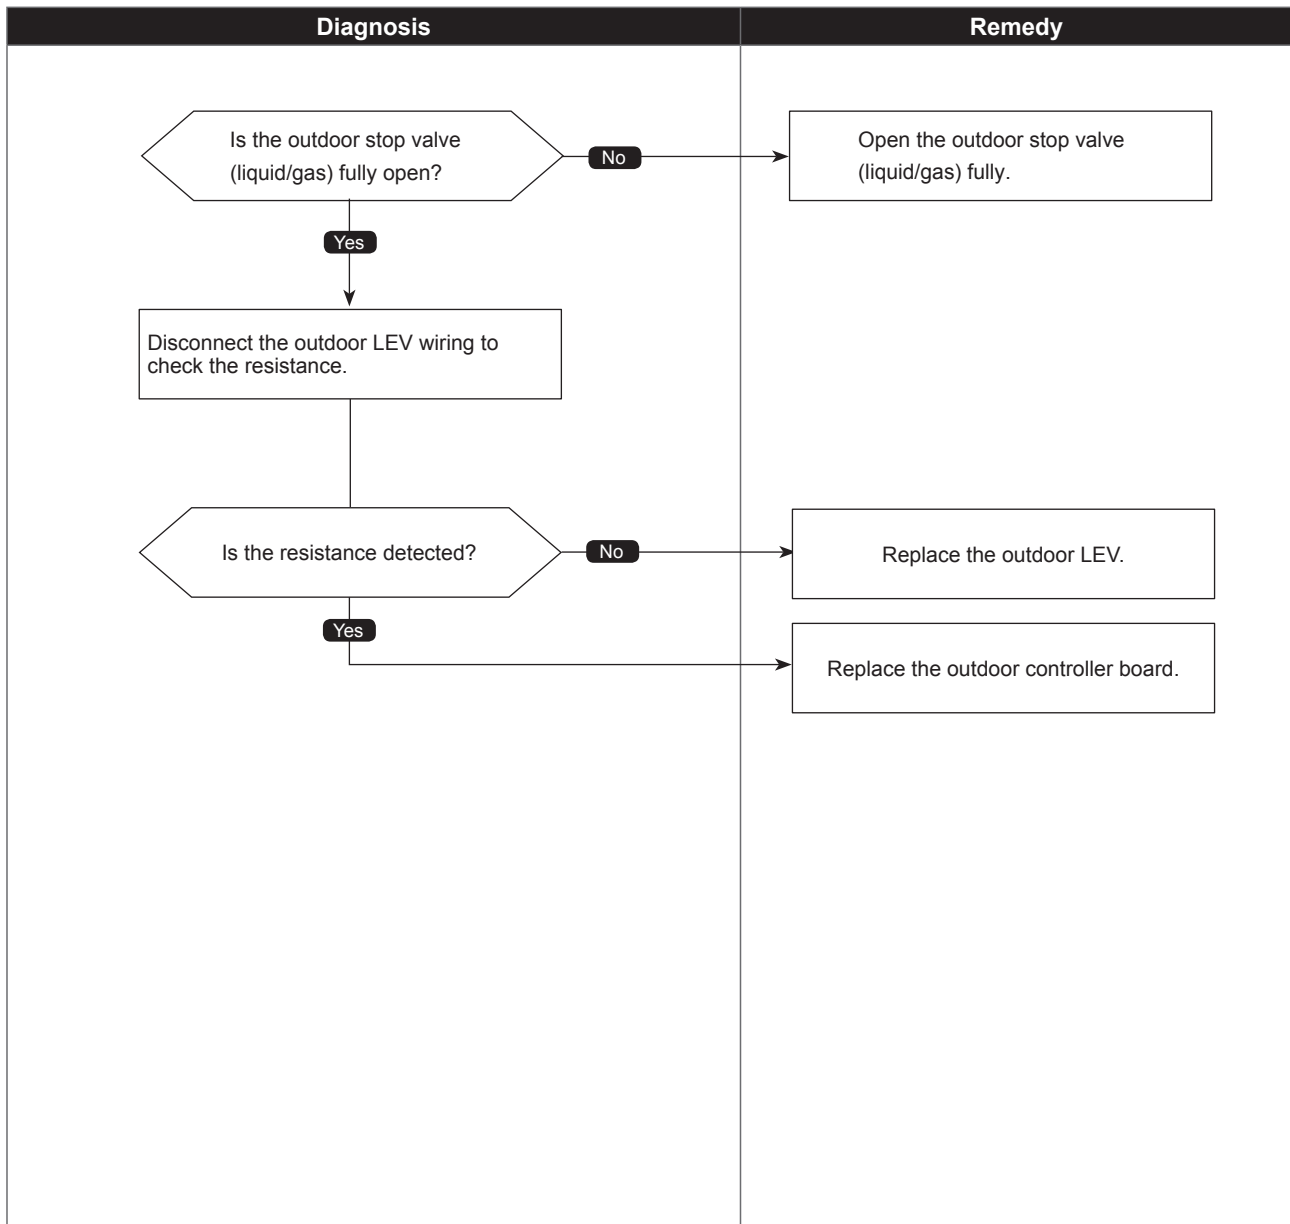 Diagnosis
Remedy
Is the outdoor stop valve
(liquid/gas) fully open?
No
Open the outdoor stop valve
(liquid/gas) fully.
Yes
Disconnect the outdoor LEV wiring to
check the resistance.
Is the resistance detected?
No
Replace the outdoor LEV.
Yes
Replace the outdoor controller board.